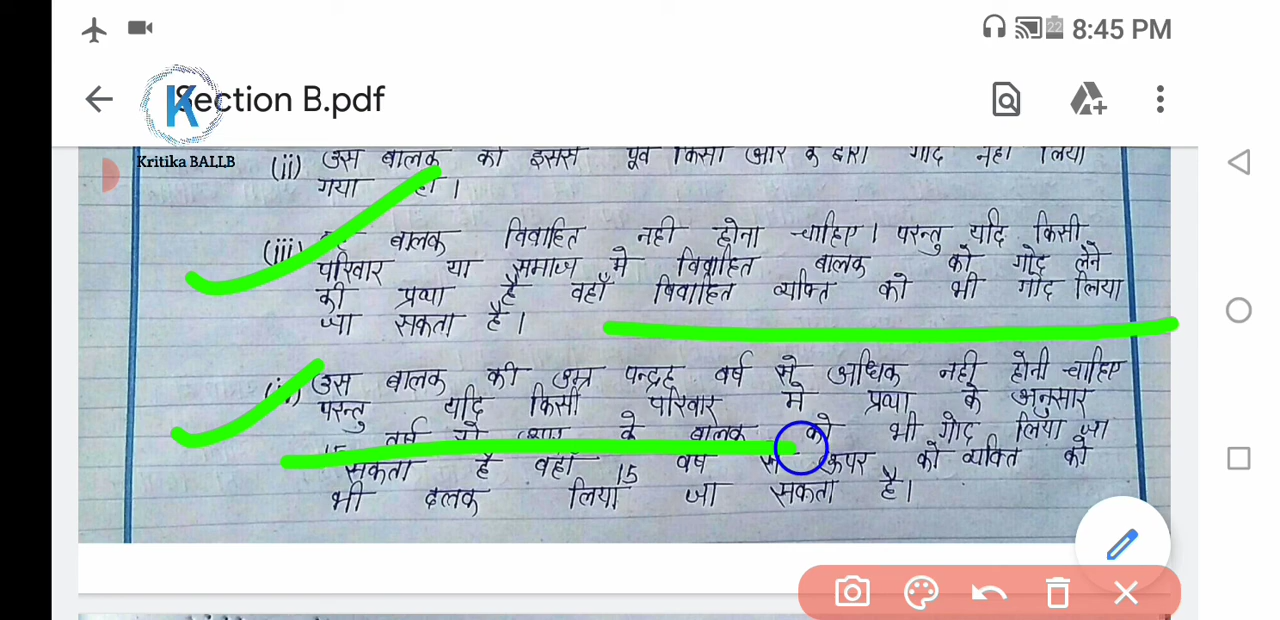 22 8:45 PM
Section B.pdf
Kritika BALLB
(ii) उस बालक को इससे पूर्व किसी और के द्वारा गोद नही लिया
गया हो ।
(iii) बालक विवाहित नही होना चाहिए । परन्तु यदि किसी
परिवार या समाज मे विवाहित बालक को गोद लेने
की प्रथा है वहाँ विवाहित व्यक्ति को भी गोद लिया
जा सकता है ।
उस बालक की उम्र पन्द्रह वर्ष से अधिक नही होनी चाहिए
परन्तु यदि किसी परिवार मे प्रथा के अनुसार
15 वर्ष से के बालक को भी गोद लिया जा
सकता है वहाँ 15 वर्ष से ऊपर को व्यक्ति को
भी दत्तक लिया जा सकता है ।